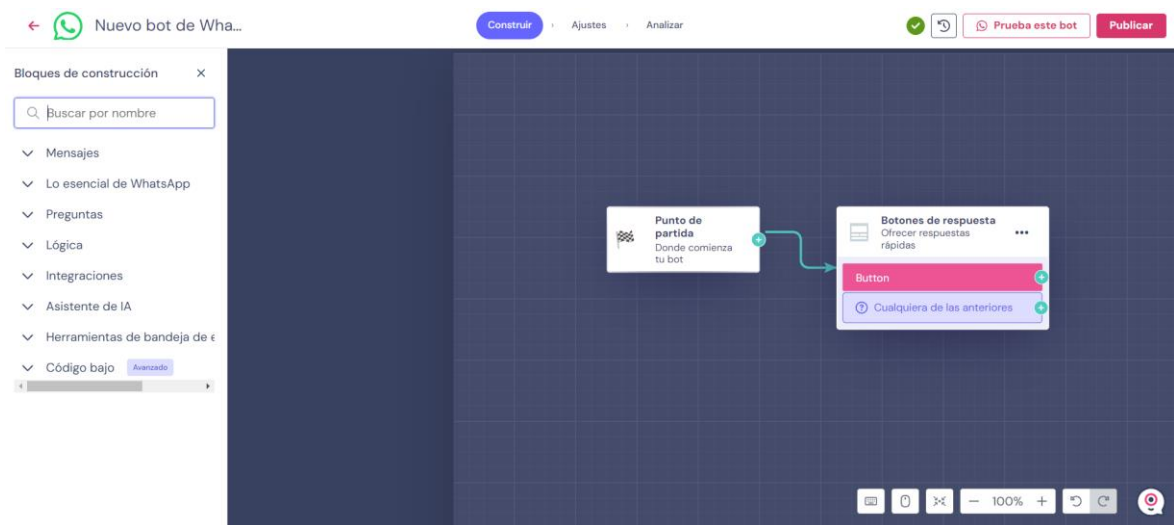 Nuevo bot de Wha...
Construir
Ajustes
Analizar
Prueba este bot
Publicar
Bloques de construcción
Buscar por nombre
Mensajes
Lo esencial de WhatsApp
Preguntas
Lógica
Integraciones
Asistente de IA
Herramientas de bandeja de e
Código bajo Avanzado
Punto de
partida
Donde comienza
tu bot
Botones de respuesta
Ofrecer respuestas
rápidas
Button
Cualquiera de las anteriores
100%